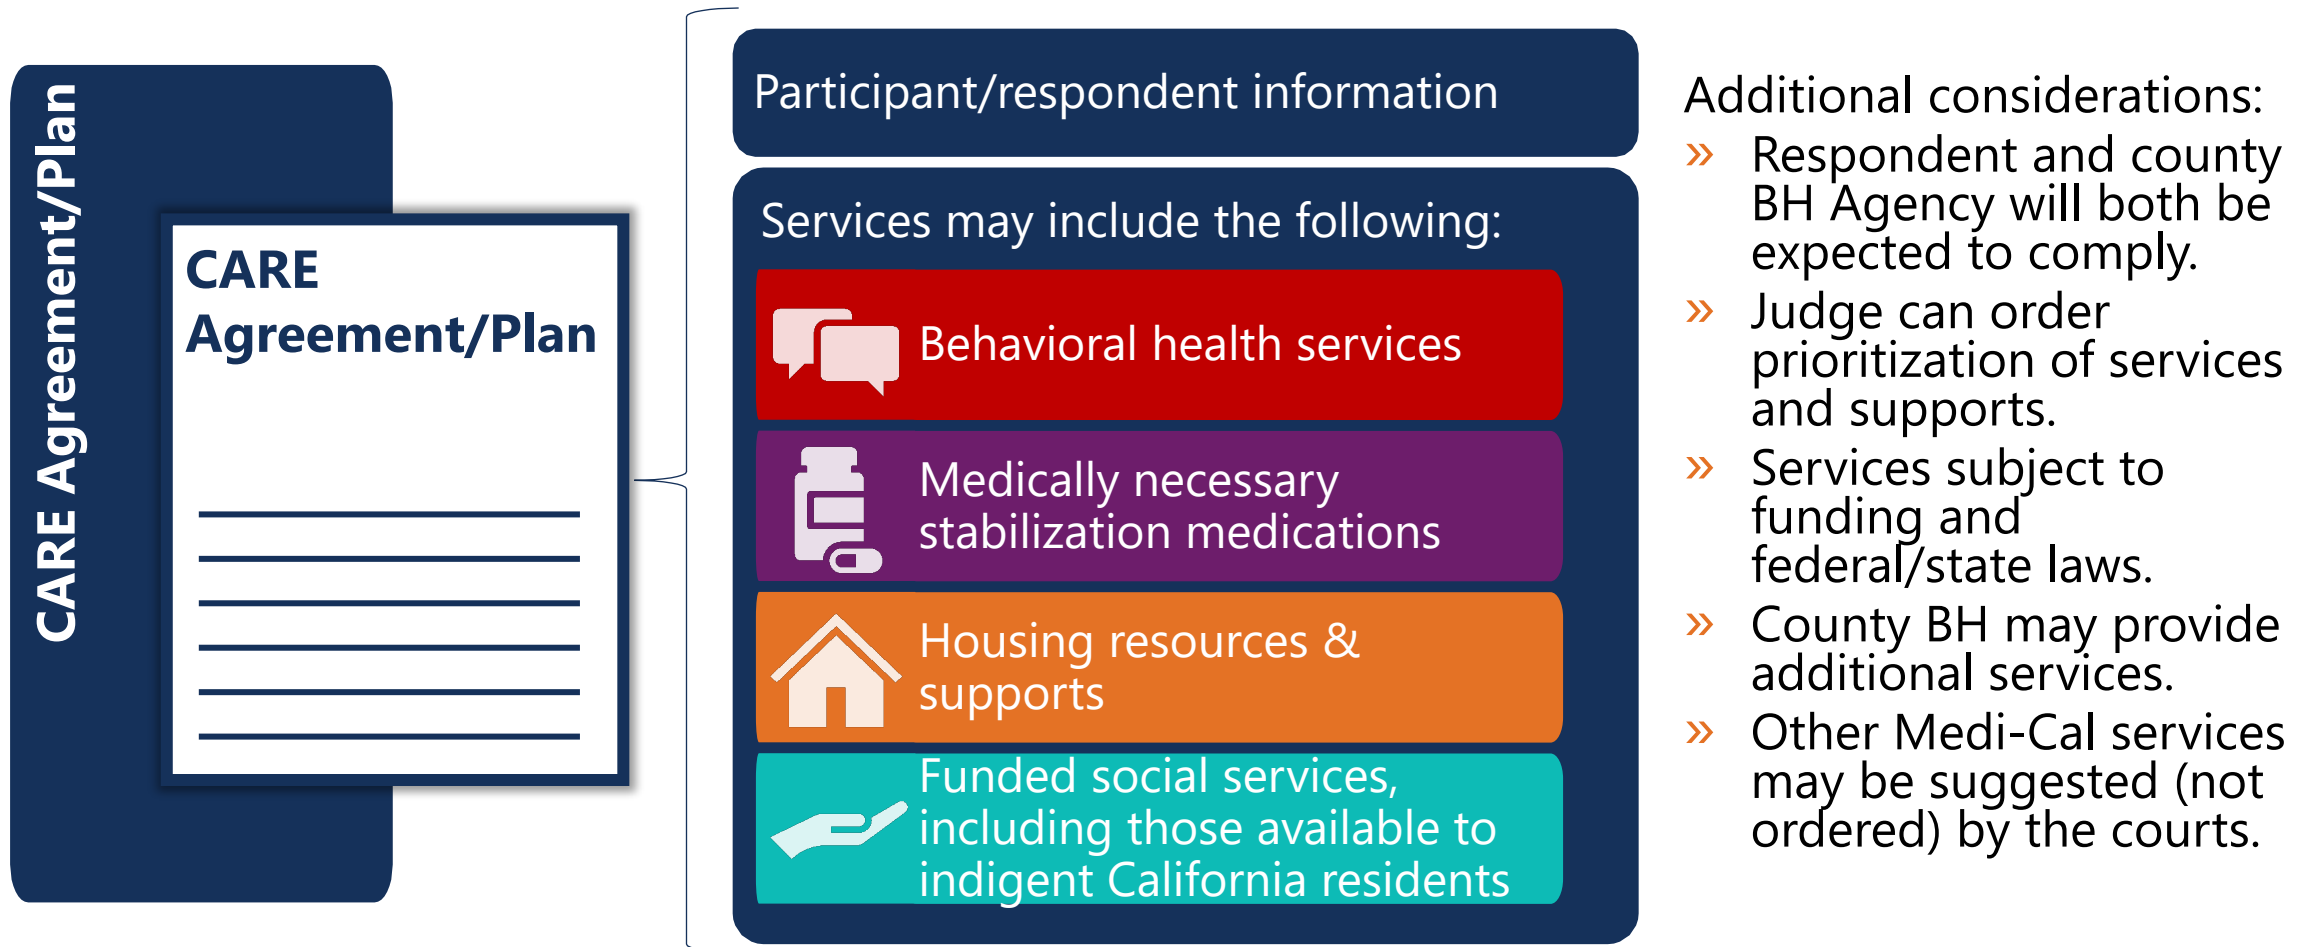 CARE Agreement/Plan
CARE
Agreement/Plan
Participant/respondent information
Services may include the following:
Behavioral health services
Medically necessary
stabilization medications
Housing resources &
supports
Funded social services,
including those available to
indigent California residents
Additional considerations:
» Respondent and county
BH Agency will both be
expected to comply.
» Judge can order
prioritization of services
and supports.
» Services subject to
funding and
federal/state laws.
» County BH may provide
additional services.
» Other Medi-Cal services
may be suggested (not
ordered) by the courts.